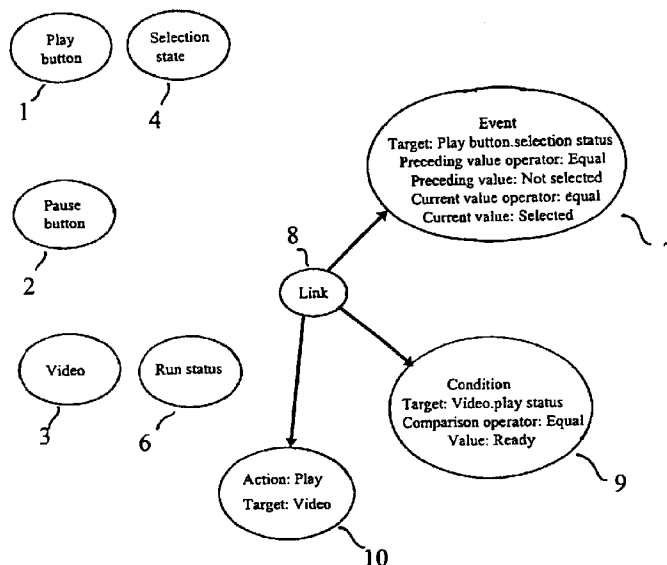 Play
button
1
Selection
state
4
Event
Target: Play button.selection status
Preceding value operator: Equal
Preceding value: Not selected
Current value operator: equal
Current value: Selected
Pause
button
2
8
Link
Video
3
Run status
6
Condition
Target: Video.play status
Comparison operator: Equal
Value: Ready
9
Action: Play
Target: Video
10